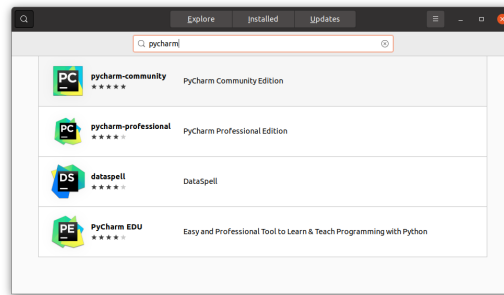 Explore Installed Updates
pycharm
PC
pycharm-community
PyCharm Community Edition
PC
pycharm-professional
PyCharm Professional Edition
DS
dataspell
DataSpell
PE
PyCharm EDU
Easy and Professional Tool to Learn & Teach Programming with Python